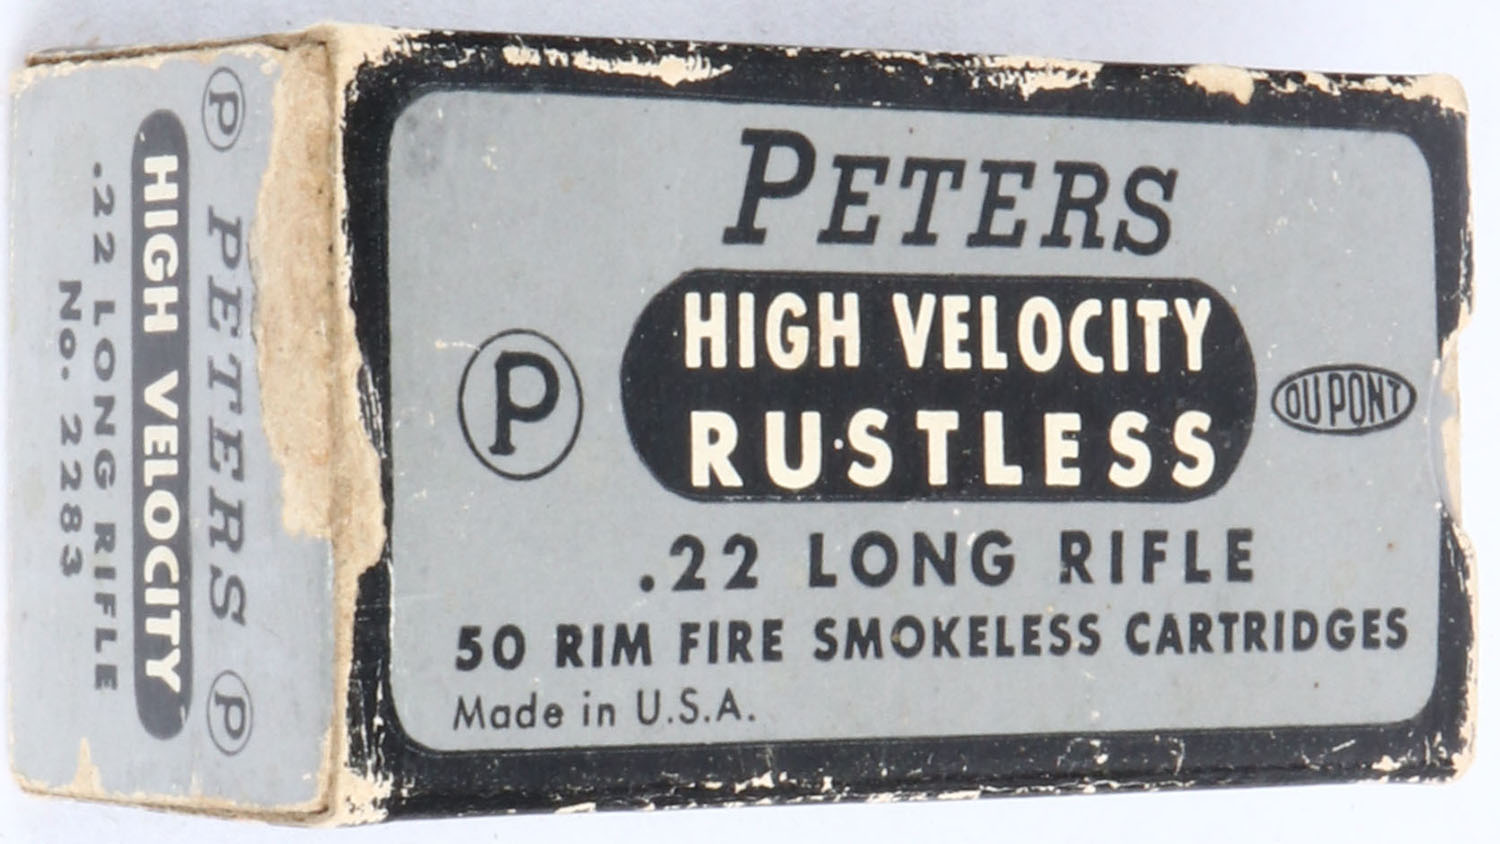 PETERS
HIGH VELOCITY
RUSTLESS
P
DU PONT
.22 LONG RIFLE
50 RIM FIRE SMOKELESS CARTRIDGES
Made in U.S.A.
P PETERS P
HIGH VELOCITY
.22 LONG RIFLE
No. 2283